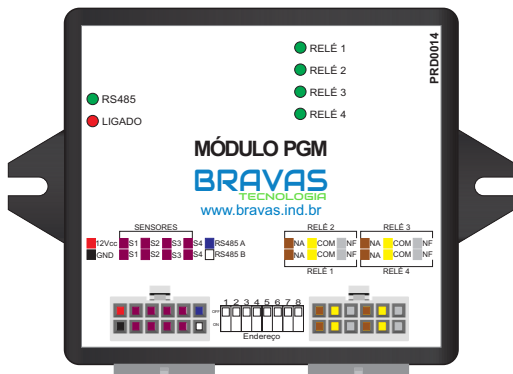 RELÉ 1
RELÉ 2
RELÉ 3
RELÉ 4
PRD0014
RS485
LIGADO
MÓDULO PGM
BRAVAS
TECNOLOGIA
www.bravas.ind.br
SENSORES
RELÉ 2 RELÉ 3
12Vcc S1 S2 S3 S4 RS485 A NA COM NF NA COM NF
GND S1 S2 S3 S4 RS485 B NA COM NF NA COM NF
RELÉ 1 RELÉ 4
1 2 3 4 5 6 7 8
OFF
ON
Endereço